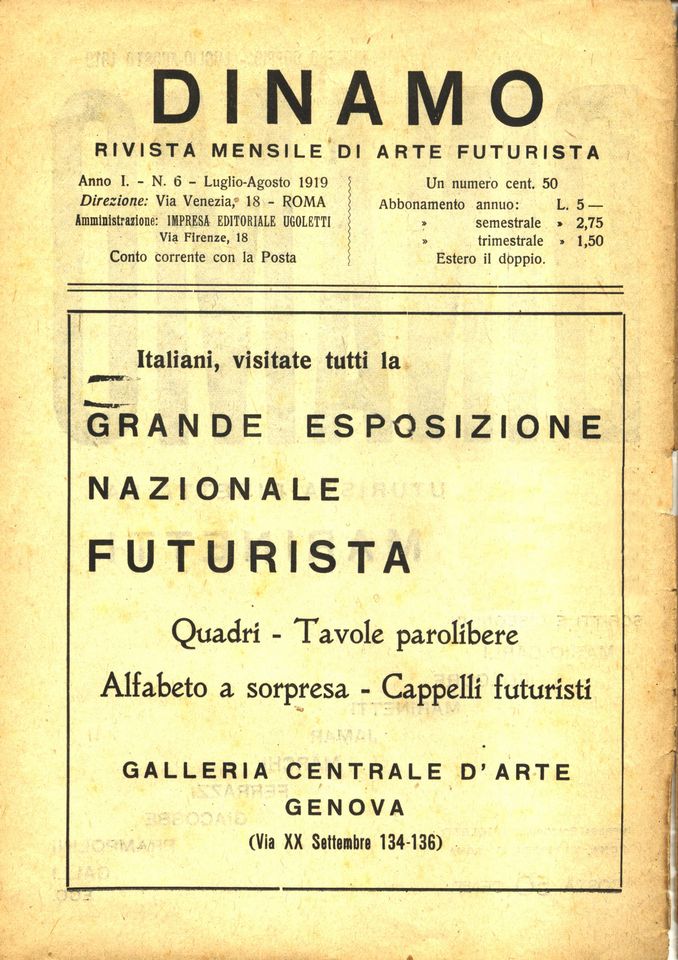 DINAMO
RIVISTA MENSILE DI ARTE FUTURISTA
Anno I. - N. 6 - Luglio-Agosto 1919
Direzione: Via Venezia, 18 - ROMA
Amministrazione: IMPRESA EDITORIALE UGOLETTI
Via Firenze, 18
Conto corrente con la Posta
Un numero cent. 50
Abbonamento annuo: L. 5 —
» semestrale » 2,75
» trimestrale » 1,50
Estero il doppio.
Italiani, visitate tutti la
GRANDE ESPOSIZIONE
NAZIONALE
FUTURISTA
Quadri - Tavole parolibere
Alfabeto a sorpresa - Cappelli futuristi
GALLERIA CENTRALE D'ARTE
GENOVA
(Via XX Settembre 134-136)